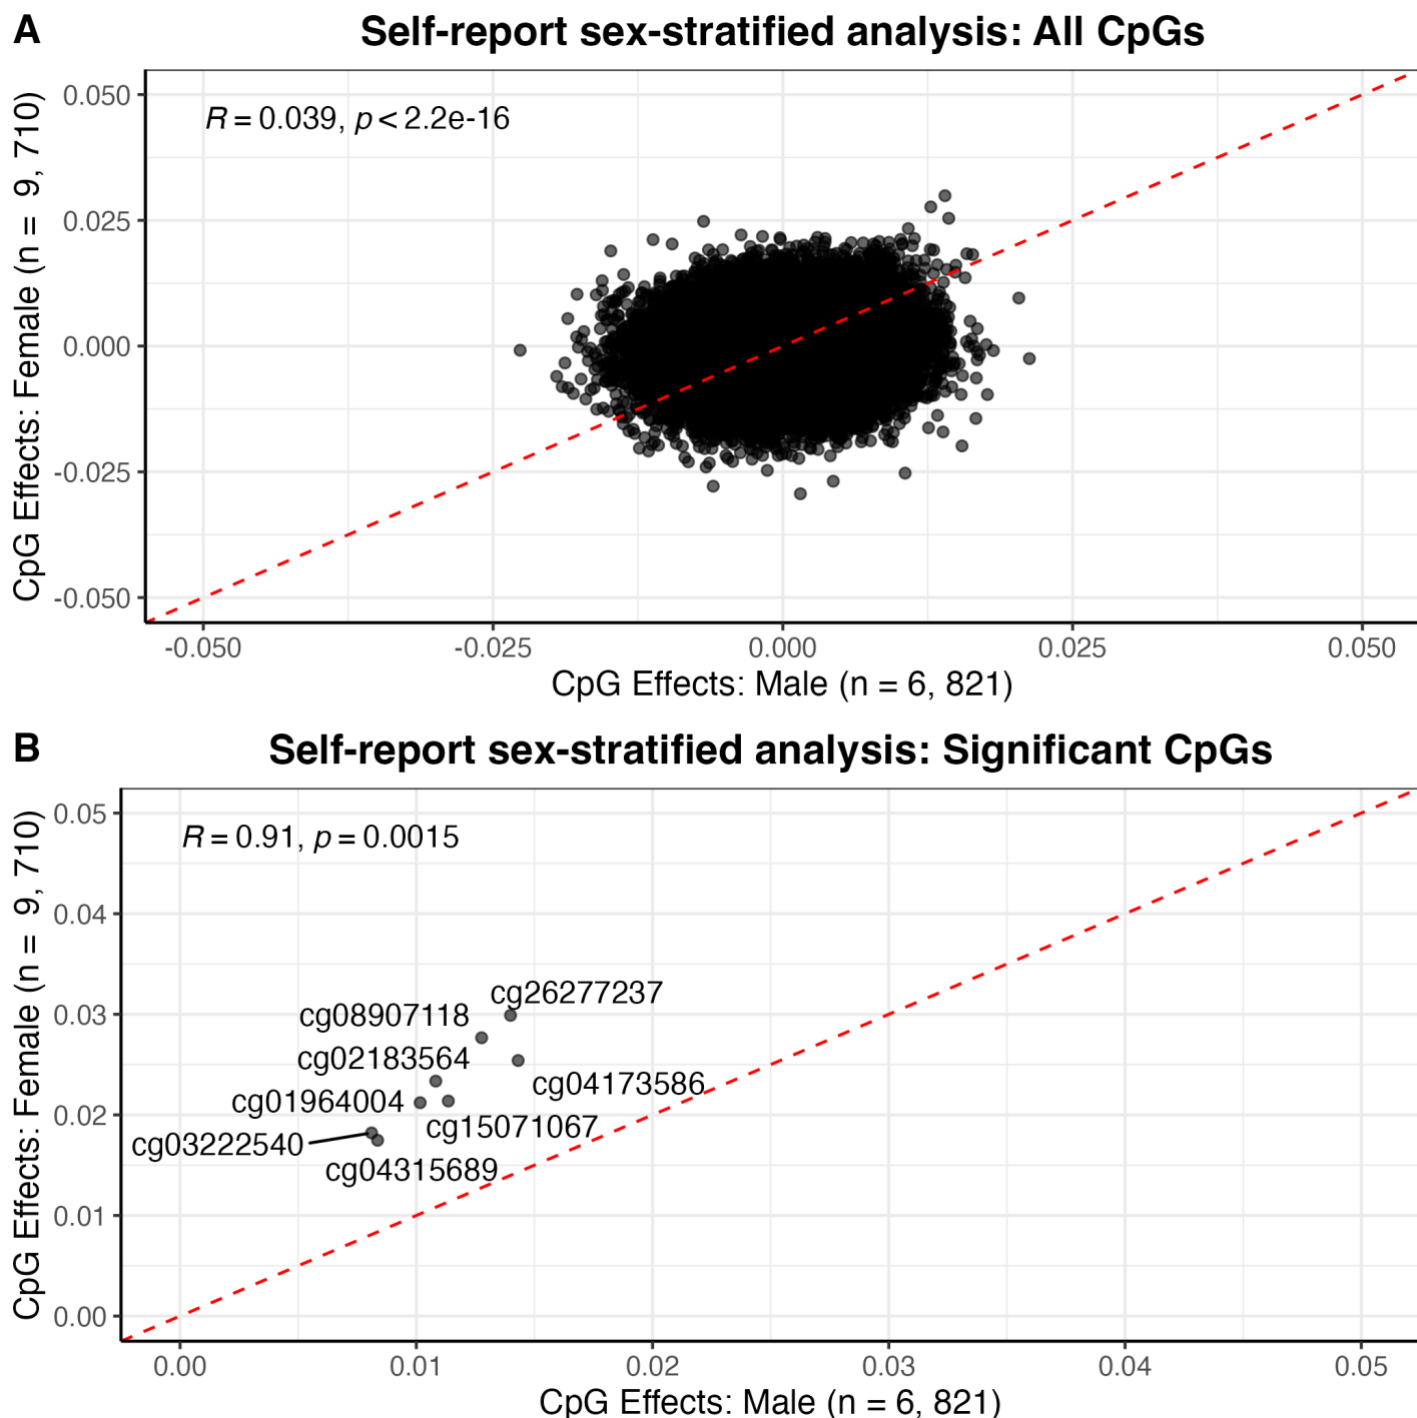 A
Self-report sex-stratified analysis: All CpGs
CpG Effects: Female (n = 9, 710)
R = 0.039, p < 2.2e-16
0.050
0.025
0.000
-0.025
-0.050
-0.050 -0.025 0.000 0.025 0.050
CpG Effects: Male (n = 6, 821)
B
Self-report sex-stratified analysis: Significant CpGs
CpG Effects: Female (n = 9, 710)
R = 0.91, p = 0.0015
0.05
0.04
0.03
0.02
0.01
0.00
cg26277237
cg08907118
cg02183564
cg04173586
cg01964004
cg15071067
cg03222540
cg04315689
0.00 0.01 0.02 0.03 0.04 0.05
CpG Effects: Male (n = 6, 821)